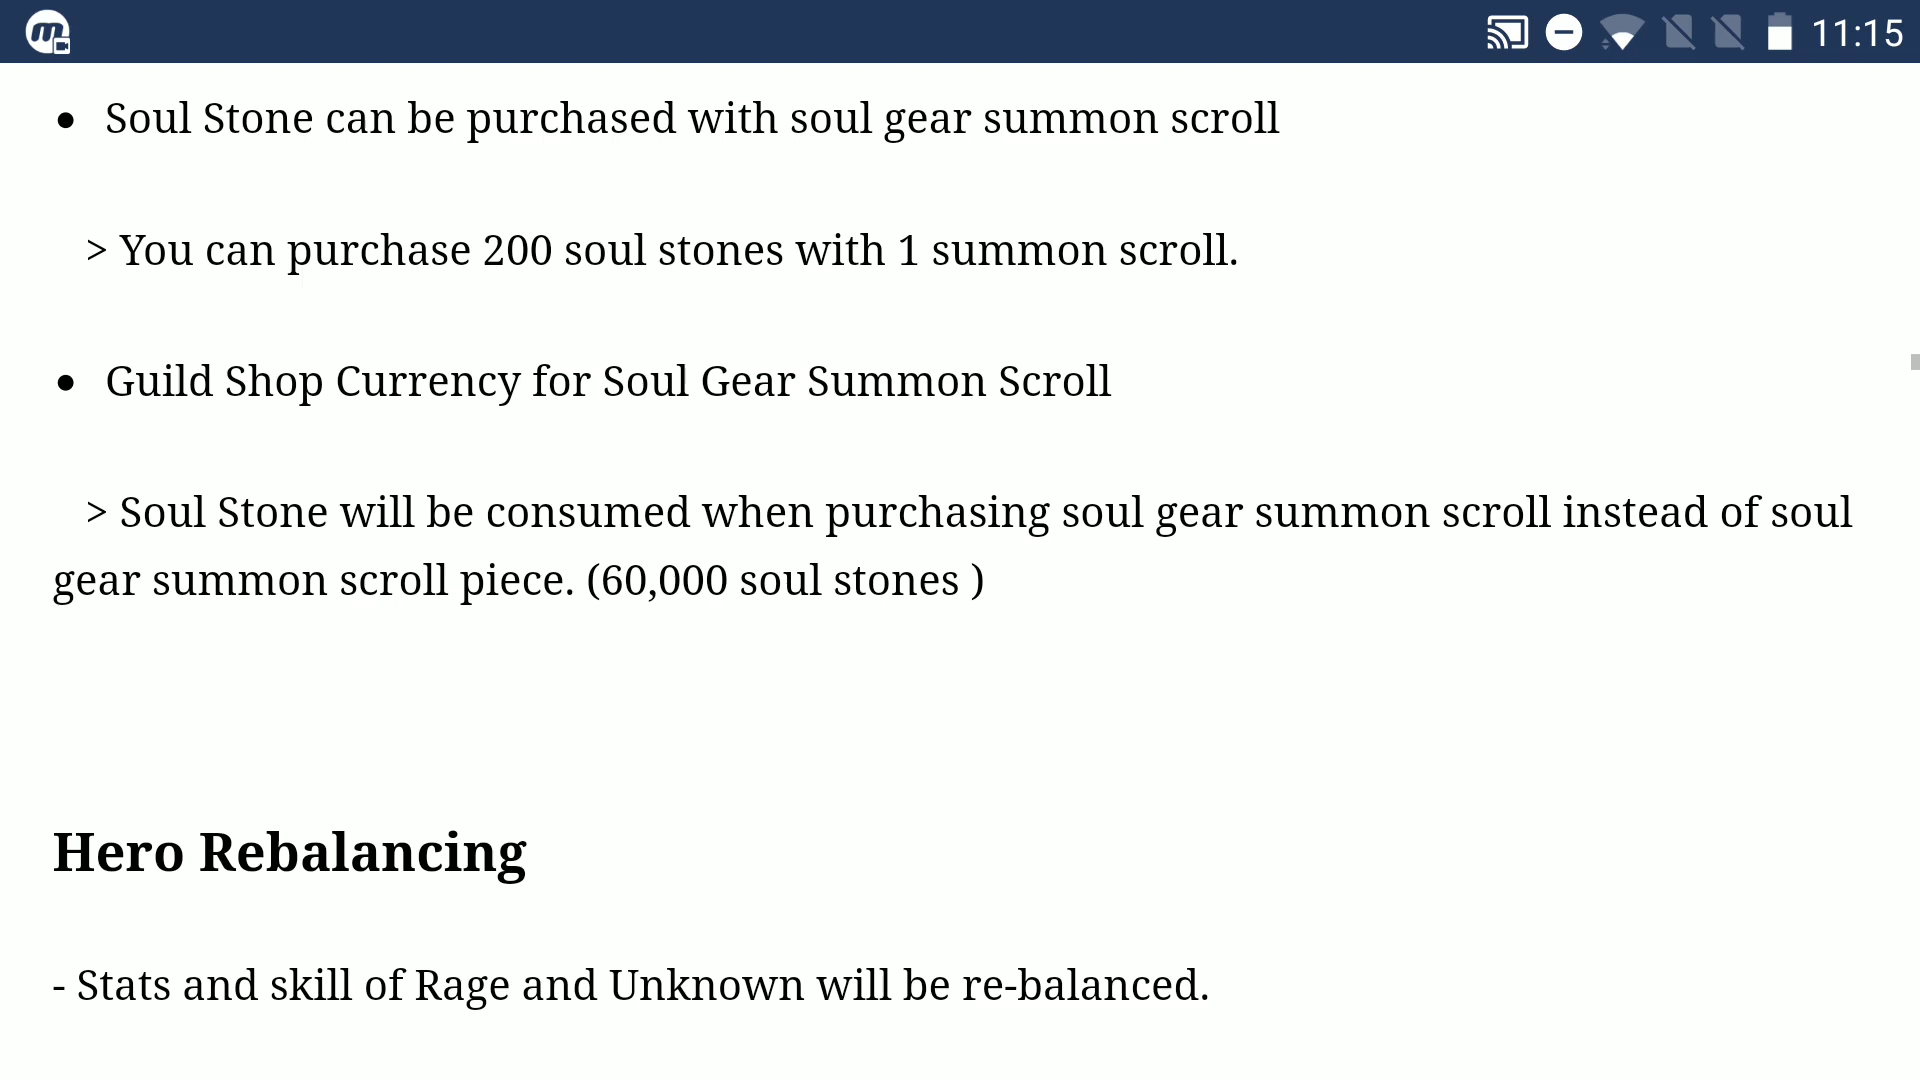 11:15
• Soul Stone can be purchased with soul gear summon scroll
> You can purchase 200 soul stones with 1 summon scroll.
• Guild Shop Currency for Soul Gear Summon Scroll
> Soul Stone will be consumed when purchasing soul gear summon scroll instead of soul
gear summon scroll piece. (60,000 soul stones )
Hero Rebalancing
- Stats and skill of Rage and Unknown will be re-balanced.